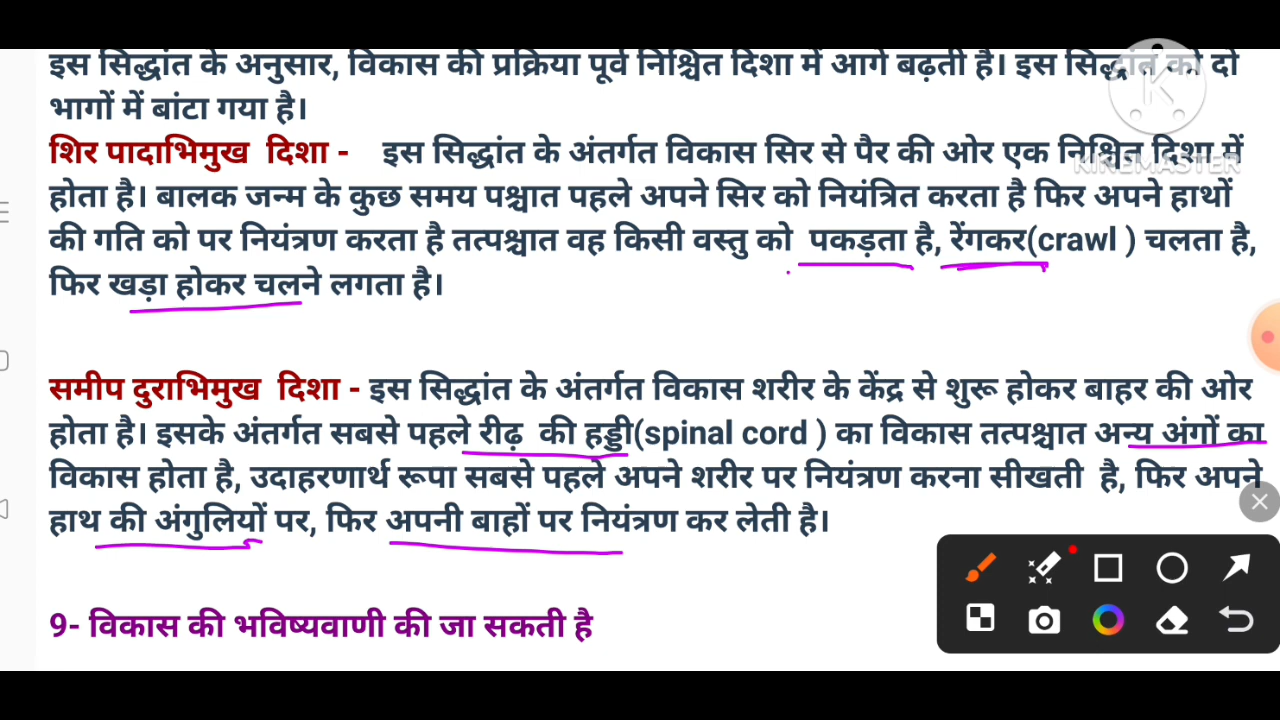 इस सिद्धांत के अनुसार, विकास की प्रक्रिया पूर्व निश्चित दिशा में आगे बढ़ती है। इस सिद्धांत को दो
भागों में बांटा गया है।
शिर पादाभिमुख दिशा - इस सिद्धांत के अंतर्गत विकास सिर से पैर की ओर एक निश्चित दिशा में
KINEMASTER
होता है। बालक जन्म के कुछ समय पश्चात पहले अपने सिर को नियंत्रित करता है फिर अपने हाथों
की गति को पर नियंत्रण करता है तत्पश्चात वह किसी वस्तु को पकड़ता है, रेंगकर(crawl ) चलता है,
फिर खड़ा होकर चलने लगता है।
समीप दुराभिमुख दिशा - इस सिद्धांत के अंतर्गत विकास शरीर के केंद्र से शुरू होकर बाहर की ओर
होता है। इसके अंतर्गत सबसे पहले रीढ़ की हड्डी(spinal cord ) का विकास तत्पश्चात अन्य अंगों का
विकास होता है, उदाहरणार्थ रूपा सबसे पहले अपने शरीर पर नियंत्रण करना सीखती है, फिर अपने
हाथ की अंगुलियों पर, फिर अपनी बाहों पर नियंत्रण कर लेती है।
9- विकास की भविष्यवाणी की जा सकती है